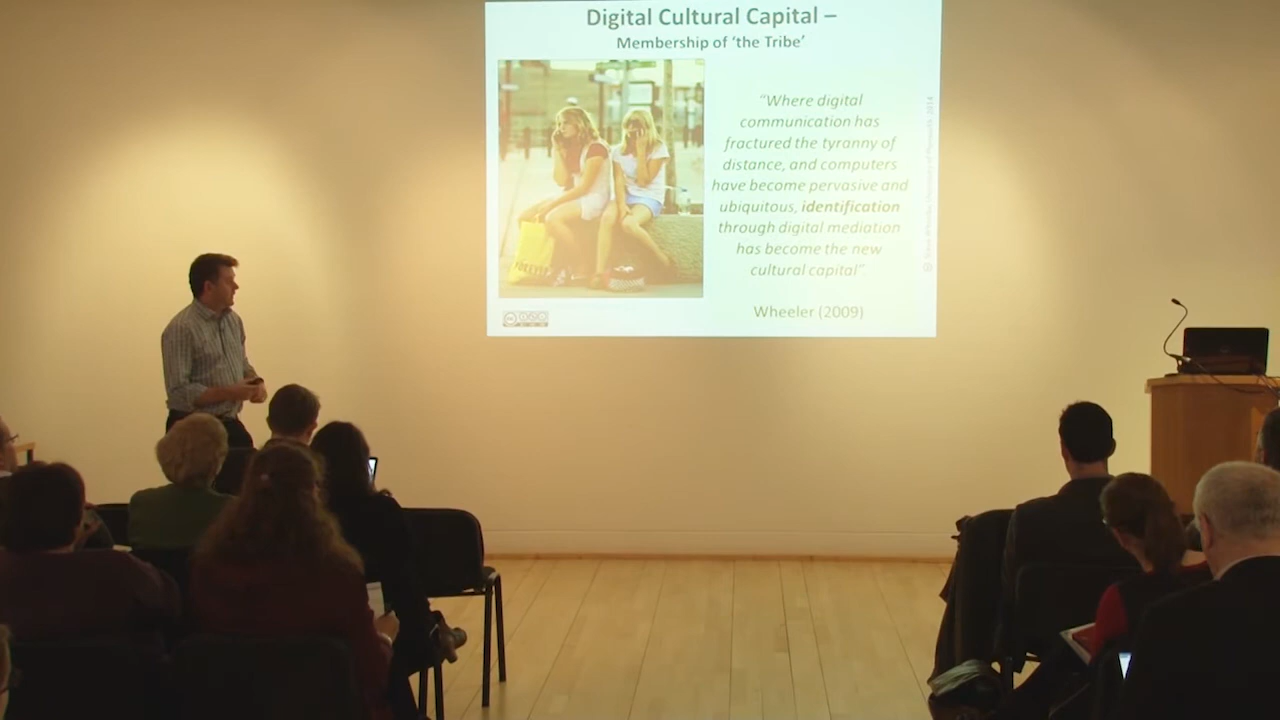 Digital Cultural Capital –
Membership of ‘the Tribe’
“Where digital
communication has
fractured the tyranny of
distance, and computers
have become pervasive and
ubiquitous, identification
through digital mediation
has become the new
cultural capital”
Wheeler (2009)
FOREVER